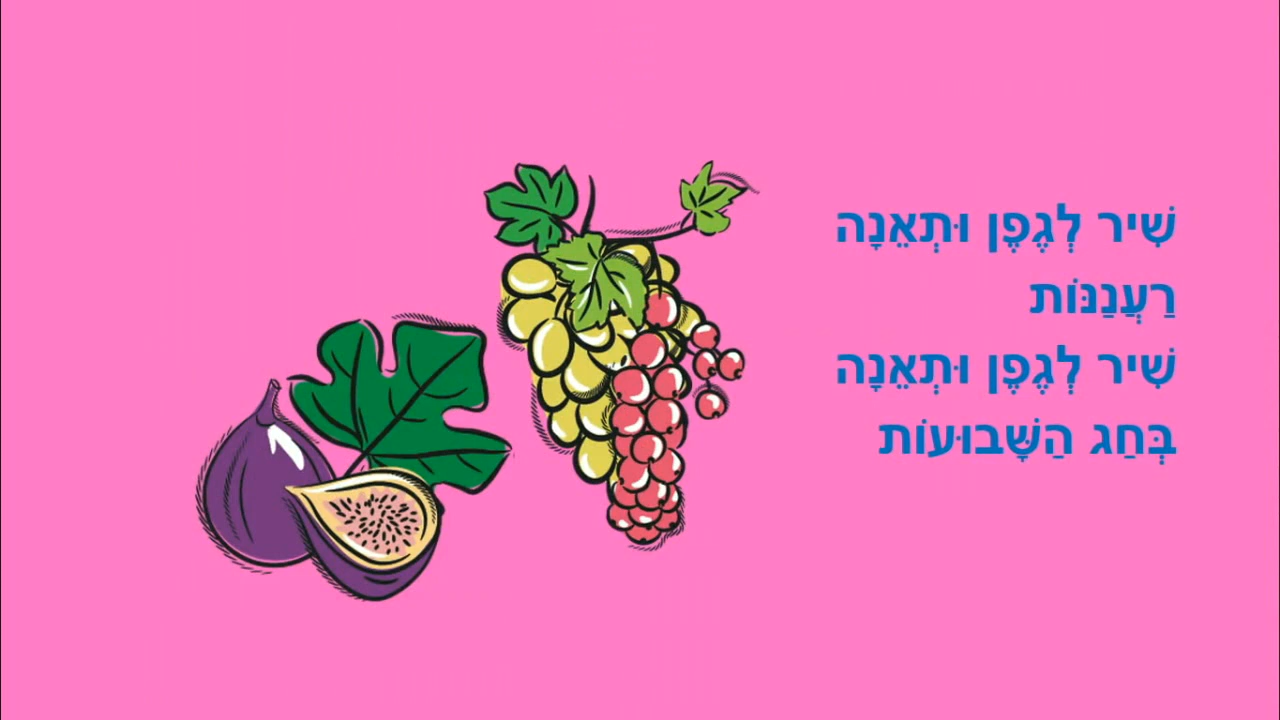 שִׁיר לְגֶפֶן וּתְאֵנָה
רַעֲנַנּוֹת
שִׁיר לְגֶפֶן וּתְאֵנָה
בְּחַג הַשָּׁבוּעוֹת